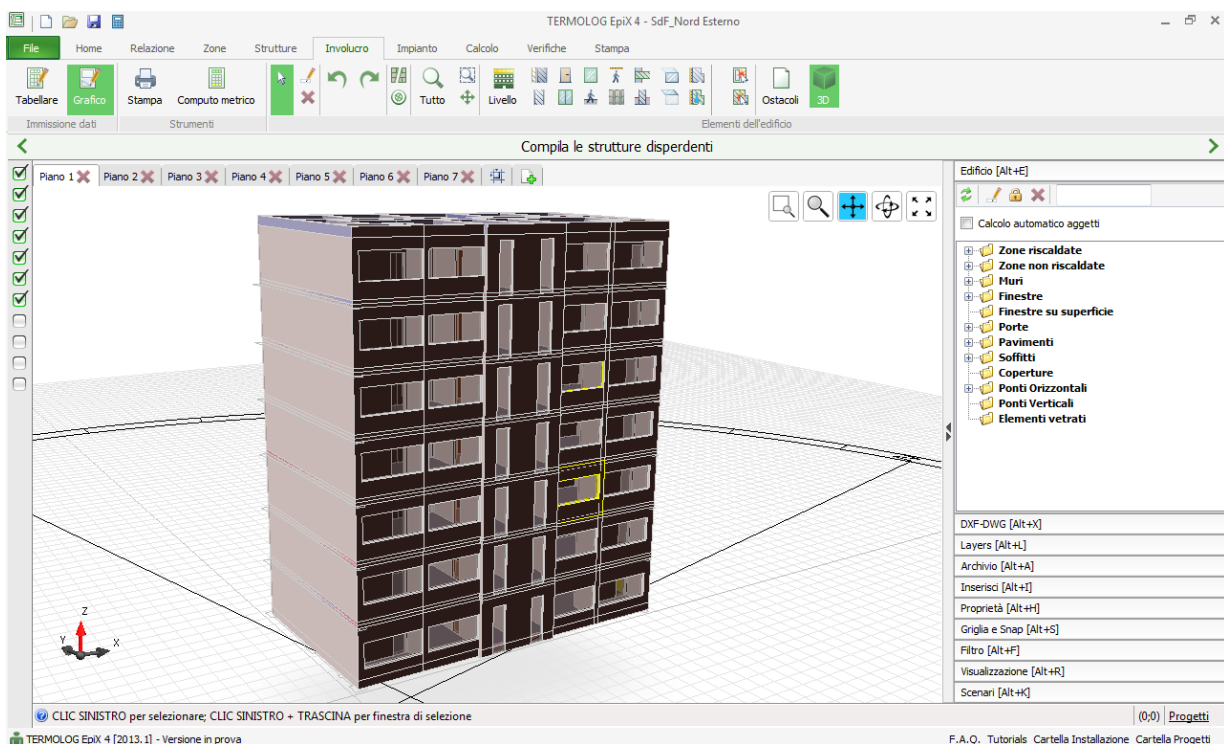 TERMOLOG EpiX 4 - SdF_Nord Esterno
File Home Relazione Zone Strutture Involucro Impianto Calcolo Verifiche Stampa
Tabellare Grafico Stampa Computo metrico Tutto Livello Ostacoli 3D
Immissione dati Strumenti Elementi dell'edificio
Compila le strutture disperdenti
Piano 1 Piano 2 Piano 3 Piano 4 Piano 5 Piano 6 Piano 7
Edificio [Alt+E]
Calcolo automatico aggetti
Zone riscaldate
Zone non riscaldate
Muri
Finestre
Finestre su superficie
Porte
Pavimenti
Soffitti
Coperture
Ponti Orizzontali
Ponti Verticali
Elementi vetrati
DXF-DWG [Alt+X]
Layers [Alt+L]
Archivio [Alt+A]
Inserisci [Alt+I]
Proprietà [Alt+H]
Griglia e Snap [Alt+S]
Filtro [Alt+F]
Visualizzazione [Alt+R]
Scenari [Alt+K]
Z
Y
X
CLIC SINISTRO per selezionare; CLIC SINISTRO + TRASCINA per finestra di selezione (0;0) Progetti
TERMOLOG EpiX 4 [2013.1] - Versione in prova F.A.Q. Tutorials Cartella Installazione Cartella Progetti